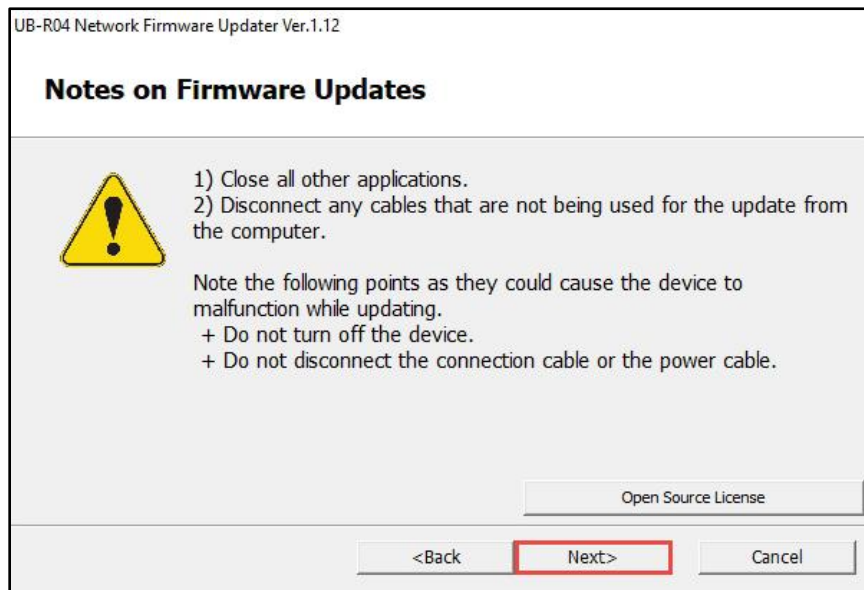 UB-R04 Network Firmware Updater Ver.1.12
Notes on Firmware Updates
1) Close all other applications.
2) Disconnect any cables that are not being used for the update from
the computer.
Note the following points as they could cause the device to
malfunction while updating.
+ Do not turn off the device.
+ Do not disconnect the connection cable or the power cable.
Open Source License
<Back
Next>
Cancel